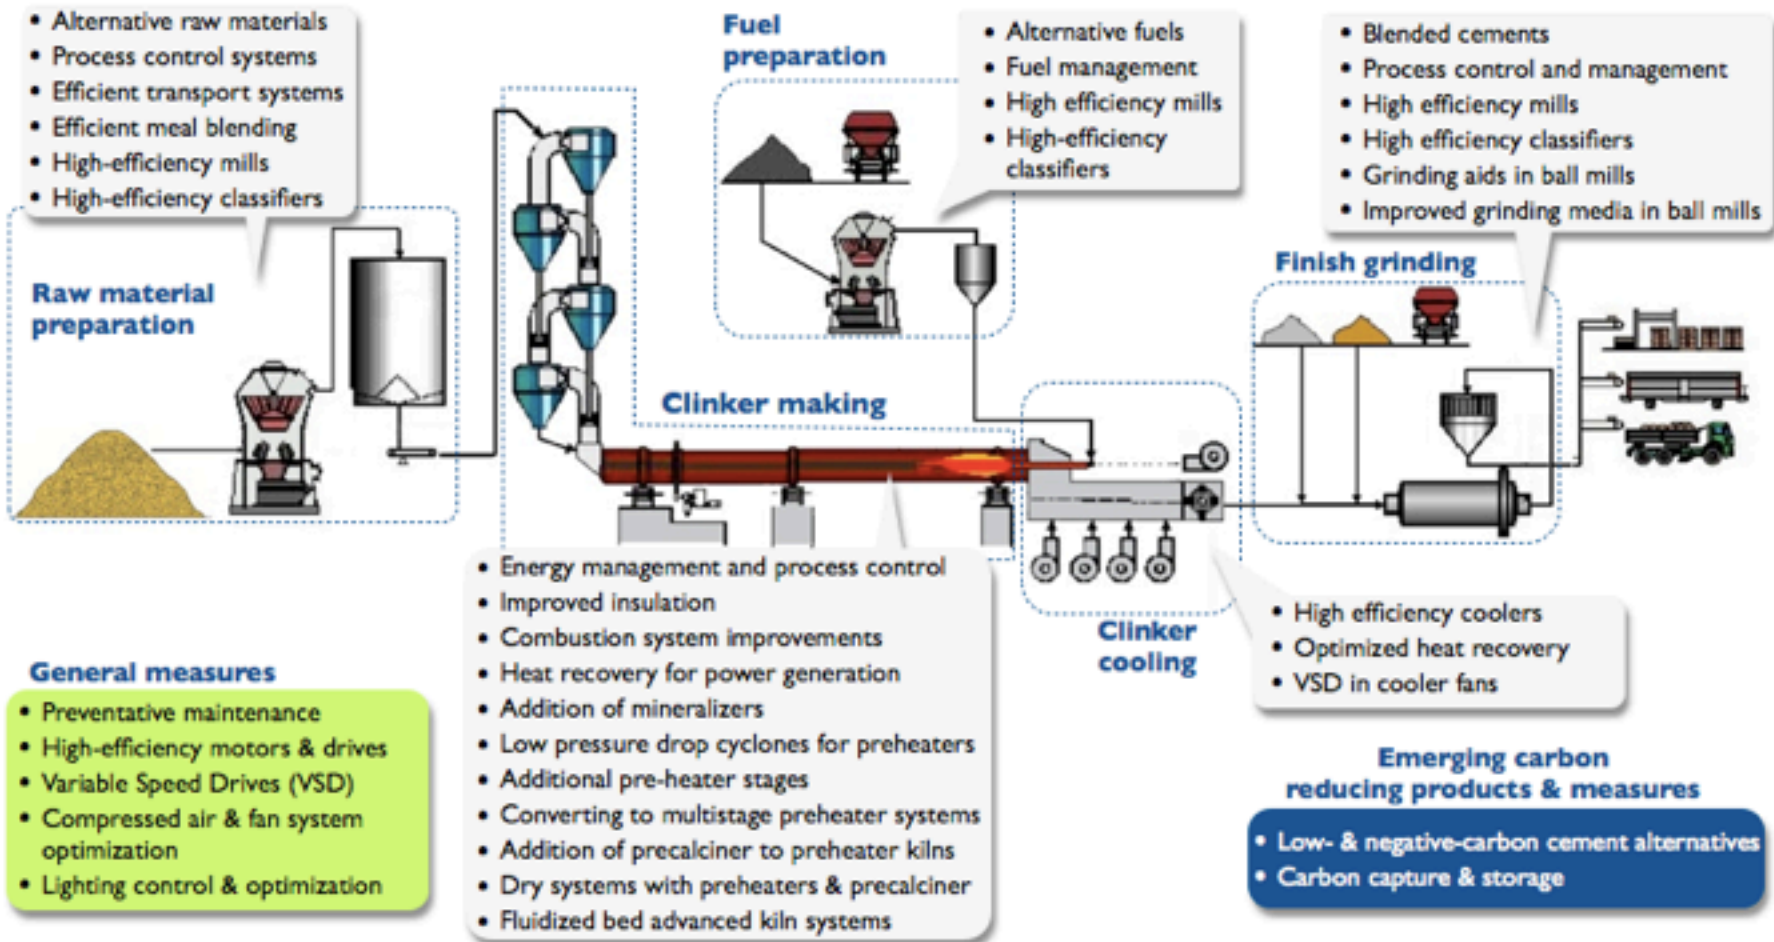 • Alternative raw materials
• Process control systems
• Efficient transport systems
• Efficient meal blending
• High-efficiency mills
• High-efficiency classifiers
Raw material
preparation
Fuel
preparation
• Alternative fuels
• Fuel management
• High efficiency mills
• High-efficiency
classifiers
• Blended cements
• Process control and management
• High efficiency mills
• High efficiency classifiers
• Grinding aids in ball mills
• Improved grinding media in ball mills
Finish grinding
Clinker making
• Energy management and process control
• Improved insulation
• Combustion system improvements
• Heat recovery for power generation
• Addition of mineralizers
• Low pressure drop cyclones for preheaters
• Additional pre-heater stages
• Converting to multistage preheater systems
• Addition of precalciner to preheater kilns
• Dry systems with preheaters & precalciner
• Fluidized bed advanced kiln systems
Clinker
cooling
• High efficiency coolers
• Optimized heat recovery
• VSD in cooler fans
General measures
• Preventative maintenance
• High-efficiency motors & drives
• Variable Speed Drives (VSD)
• Compressed air & fan system
optimization
• Lighting control & optimization
Emerging carbon
reducing products & measures
• Low- & negative-carbon cement alternatives
• Carbon capture & storage